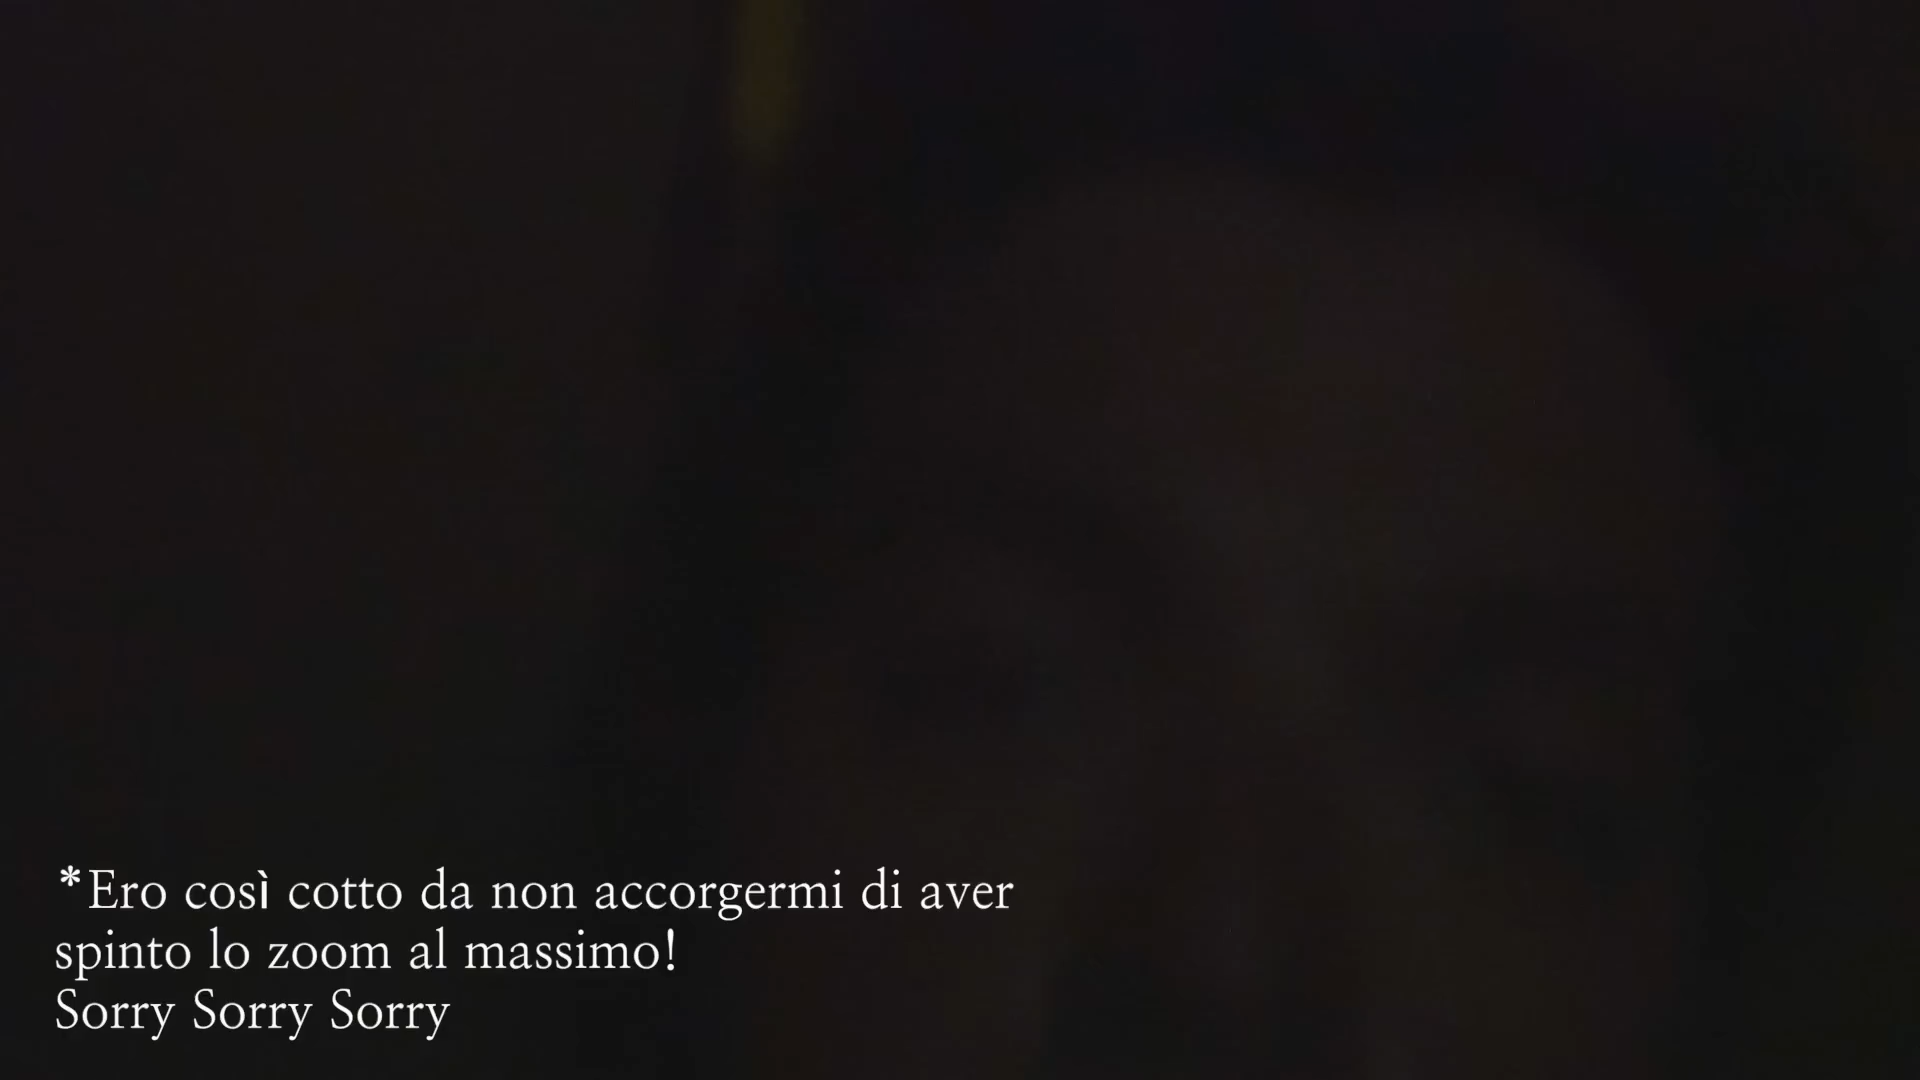 *Ero così cotto da non accorgermi di aver
spinto lo zoom al massimo!
Sorry Sorry Sorry